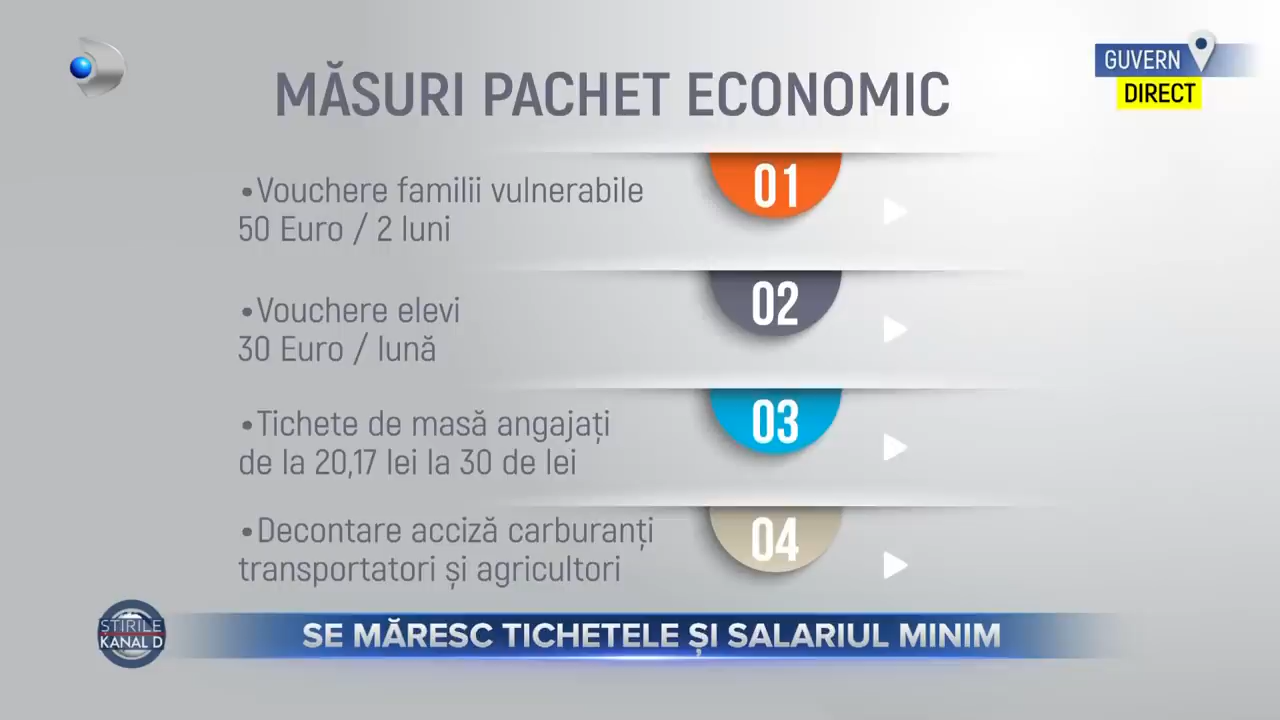 GUVERN
DIRECT
MĂSURI PACHET ECONOMIC
•Vouchere familii vulnerabile
50 Euro / 2 luni
01
•Vouchere elevi
30 Euro / lună
02
•Tichete de masă angajați
de la 20,17 lei la 30 de lei
03
•Decontare acciză carburanți
transportatori și agricultori
04
ȘTIRILE
KANAL D
SE MĂRESC TICHETELE ȘI SALARIUL MINIM